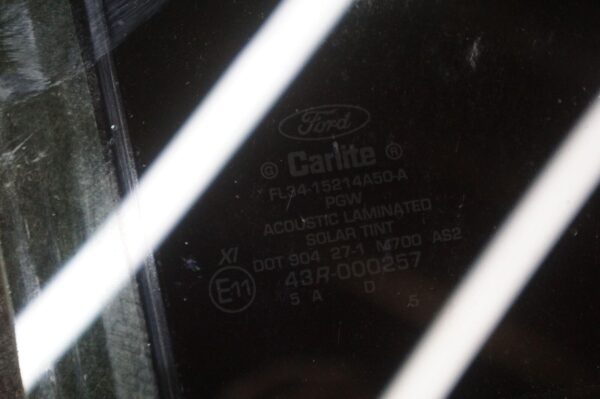 Ford
G Carlite ®
FL34-15214A50-A
PGW
ACOUSTIC LAMINATED
SOLAR TINT
DOT 904 27-1 M700 AS2
XI
E11
43R-000257
5 A D 5